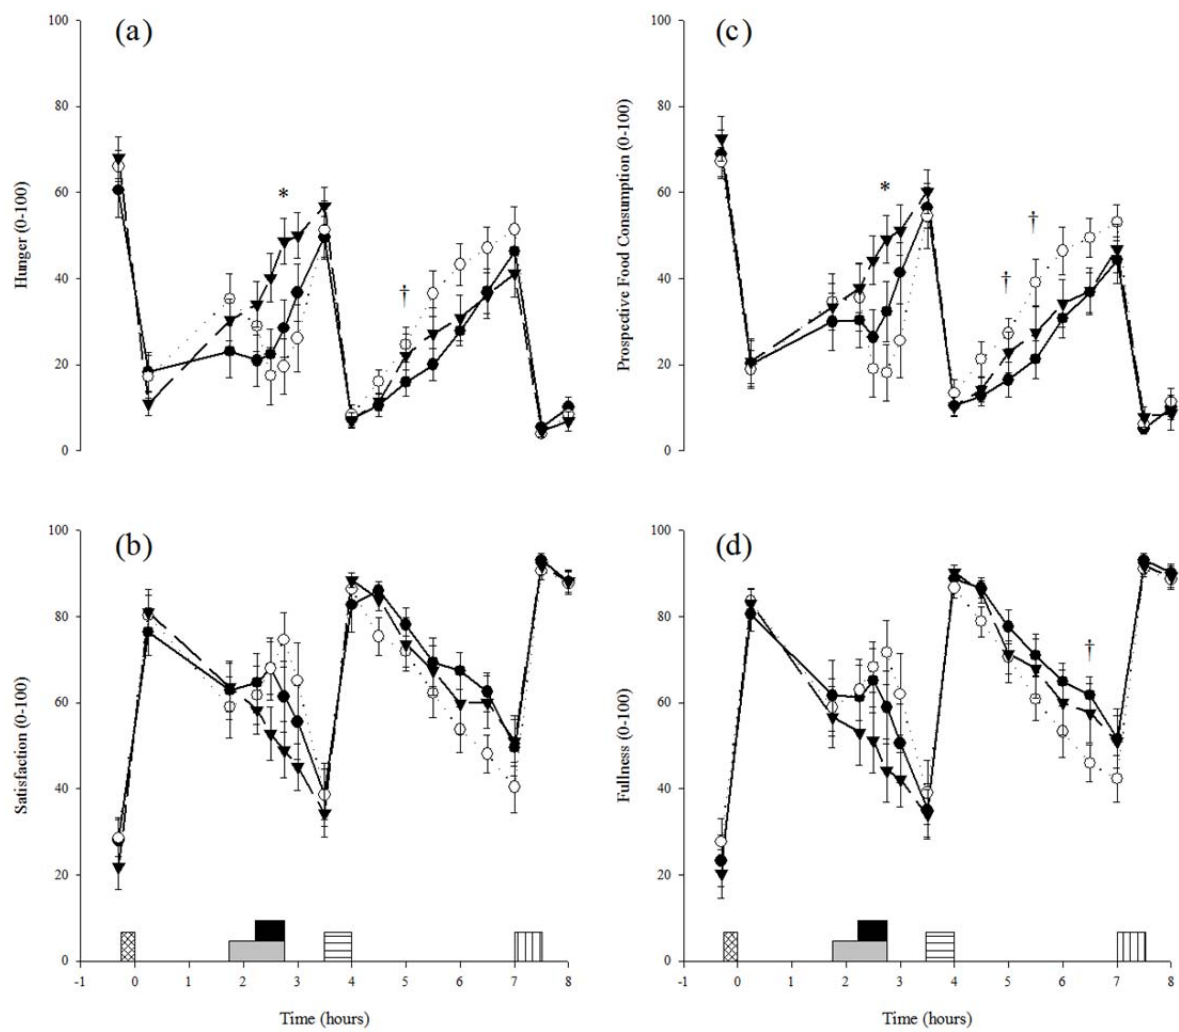 (a)
100
80
60
40
20
0
Hunger (0-100)
*
†
(c)
100
80
60
40
20
0
Prospective Food Consumption (0-100)
*
†
†
(b)
100
80
60
40
20
0
Satisfaction (0-100)
-1 0 1 2 3 4 5 6 7 8
Time (hours)
(d)
100
80
60
40
20
0
Fullness (0-100)
†
-1 0 1 2 3 4 5 6 7 8
Time (hours)